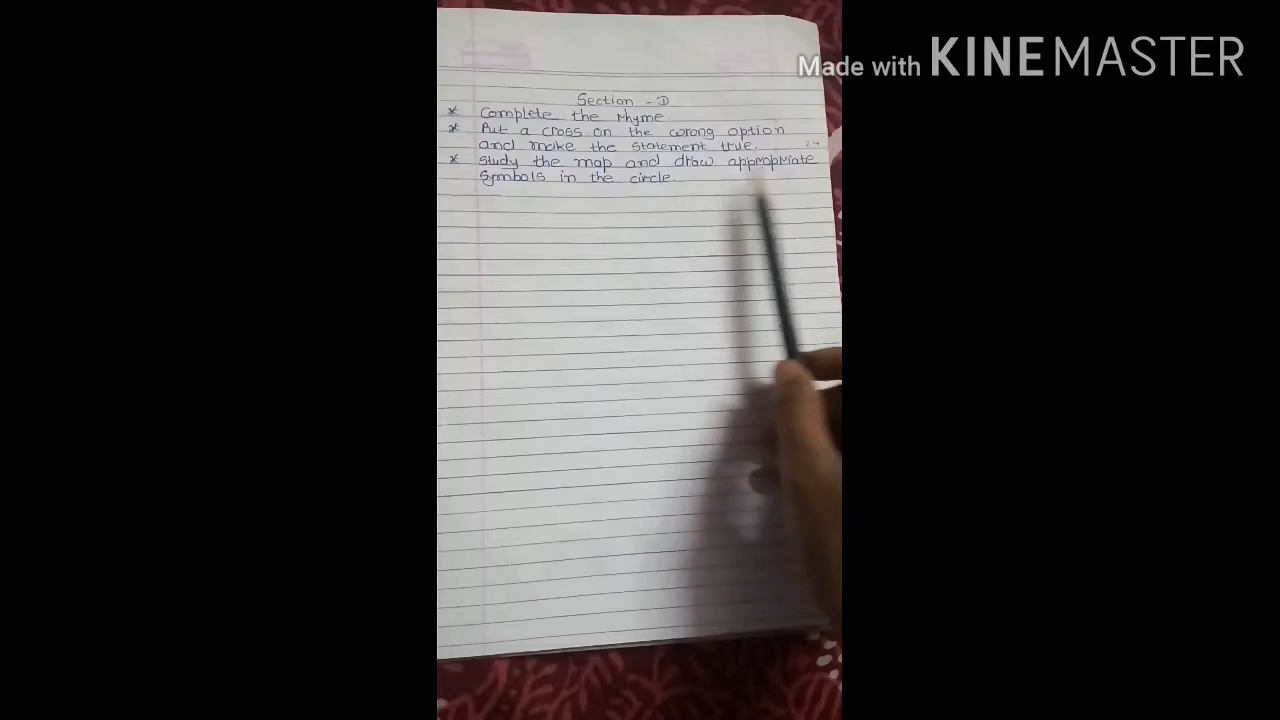 Made with KINEMASTER
Section - D
* Complete the rhyme.
* Put a cross on the wrong option
and make the statement true. 24
* Study the map and draw appropriate
Symbols in the circle.